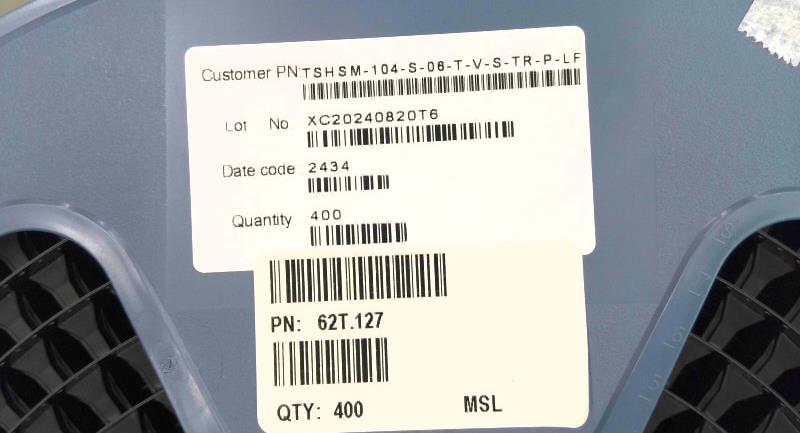 Customer PN: TSHSM-104-S-06-T-V-S-TR-P-LF
Lot No. XC20240820T6
Date code 2434
Quantity 400
PN: 62T.127
QTY: 400 MSL